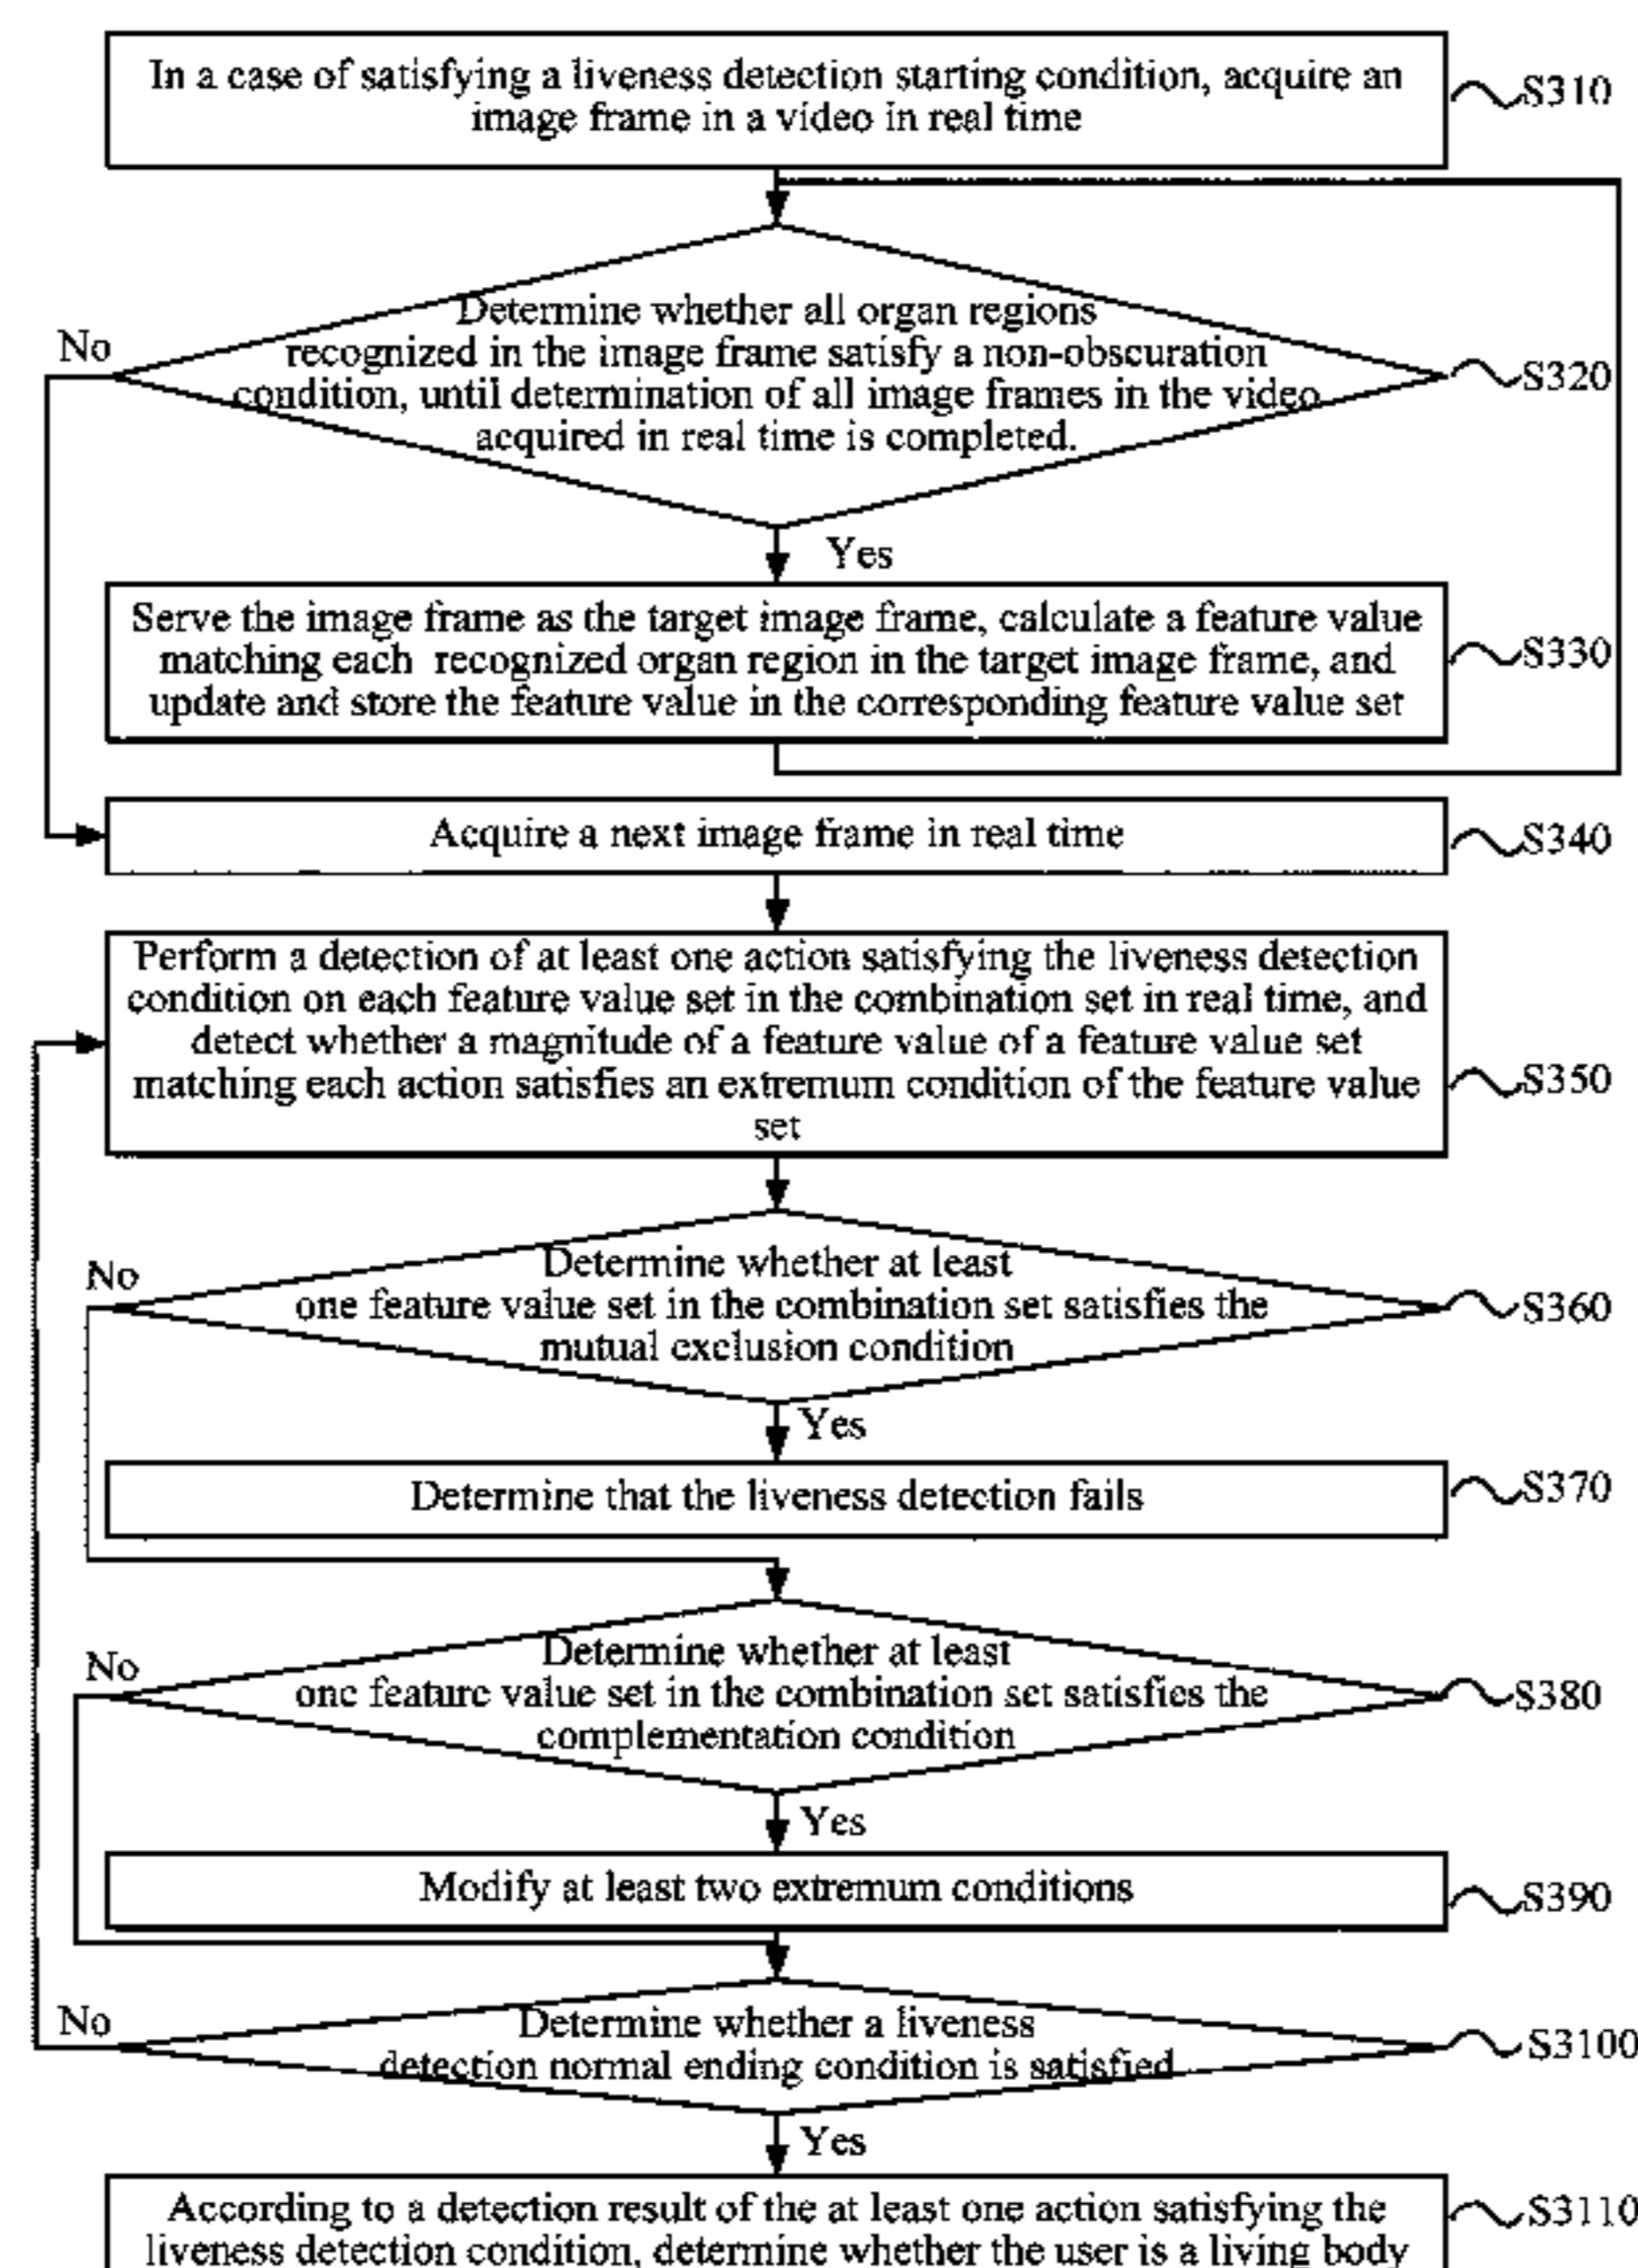 In a case of satisfying a liveness detection starting condition, acquire an
image frame in a video in real time
S310
Determine whether all organ regions
recognized in the image frame satisfy a non-obscuration
condition, until determination of all image frames in the video
acquired in real time is completed.
No
S320
Yes
Serve the image frame as the target image frame, calculate a feature value
matching each recognized organ region in the target image frame, and
update and store the feature value in the corresponding feature value set
S330
Acquire a next image frame in real time
S340
Perform a detection of at least one action satisfying the liveness detection
condition on each feature value set in the combination set in real time, and
detect whether a magnitude of a feature value of a feature value set
matching each action satisfies an extremum condition of the feature value
set
S350
No
Determine whether at least
one feature value set in the combination set satisfies the
mutual exclusion condition
S360
Yes
Determine that the liveness detection fails
S370
No
Determine whether at least
one feature value set in the combination set satisfies the
complementation condition
S380
Yes
Modify at least two extremum conditions
S390
No
Determine whether a liveness
detection normal ending condition is satisfied
S3100
Yes
According to a detection result of the at least one action satisfying the
liveness detection condition, determine whether the user is a living body
S3110